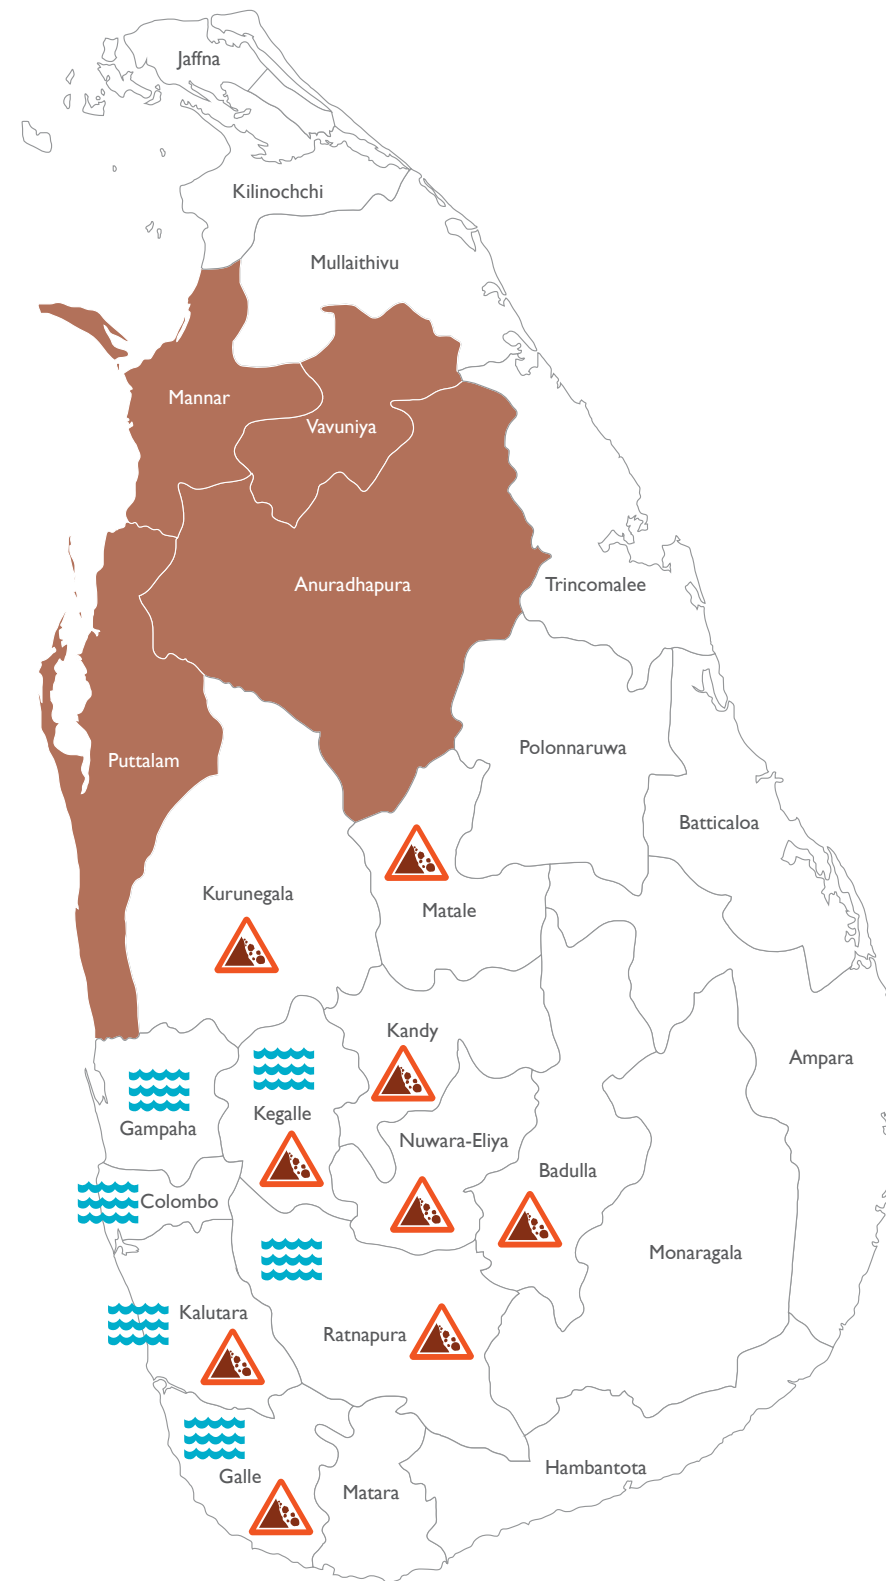 Jaffna
Kilinochchi
Mullaithivu
Mannar
Vavuniya
Anuradhapura
Trincomalee
Polonnaruwa
Puttalam
Batticaloa
Kurunegala
Matale
Kandy
Ampara
Kegalle
Gampaha
Nuwara-Eliya
Badulla
Colombo
Monaragala
Kalutara
Ratnapura
Hambantota
Galle
Matara